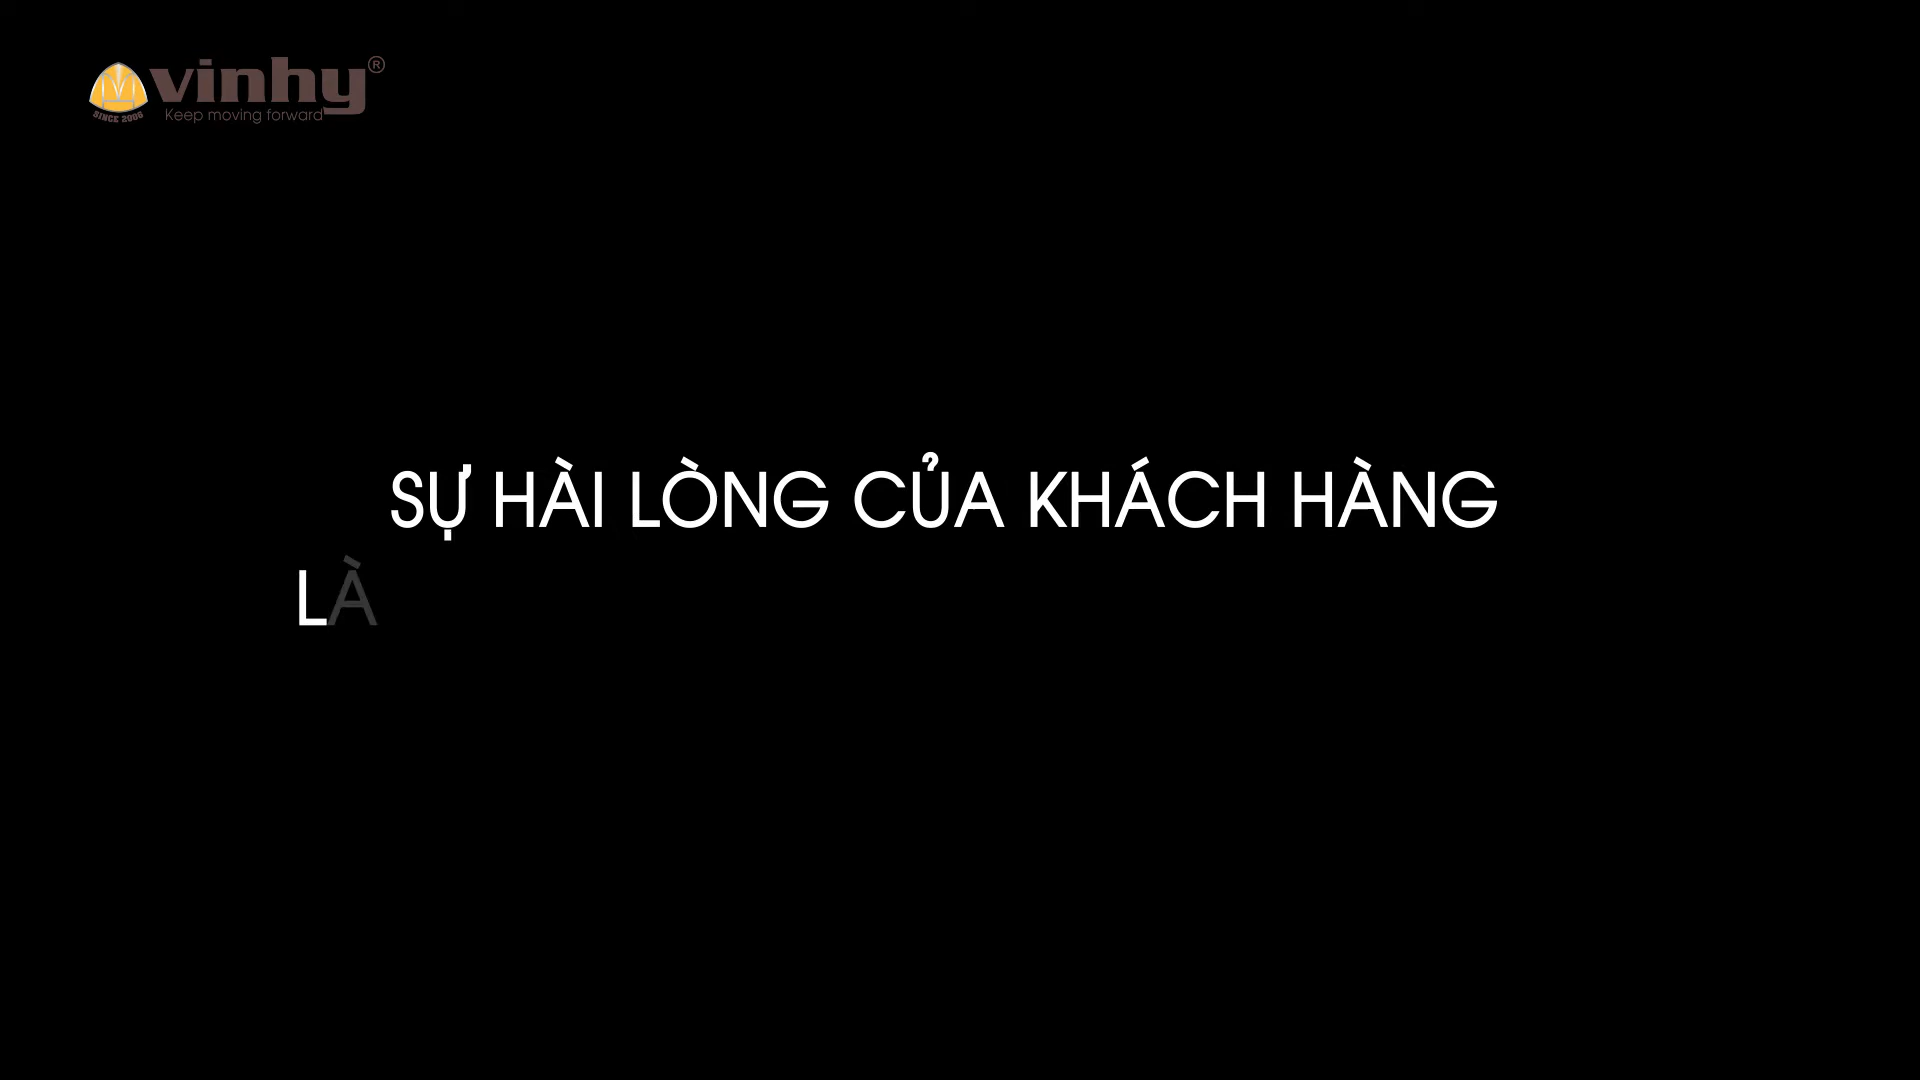 vinhy®
SINCE 2006
Keep moving forward
SỰ HÀI LÒNG CỦA KHÁCH HÀNG
LÀ